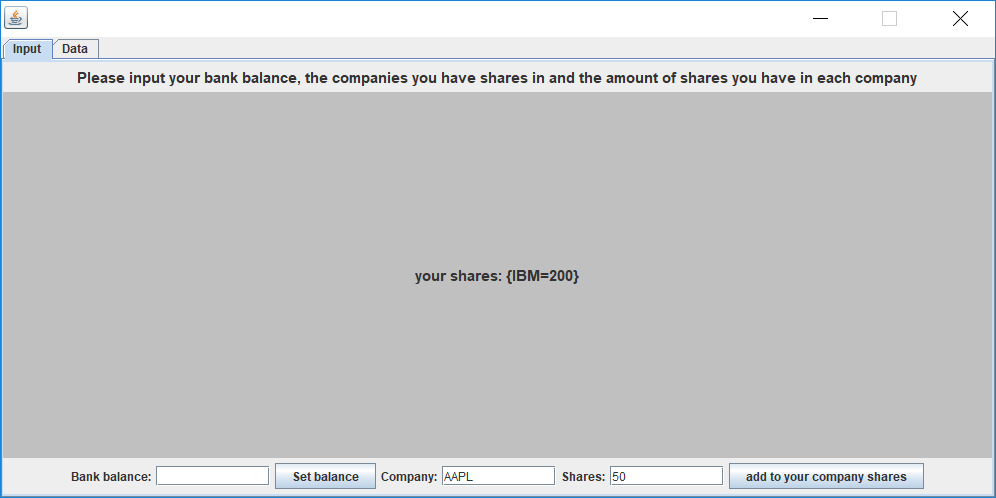 Input Data
Please input your bank balance, the companies you have shares in and the amount of shares you have in each company
your shares: {IBM=200}
Bank balance: Set balance Company: AAPL Shares: 50 add to your company shares